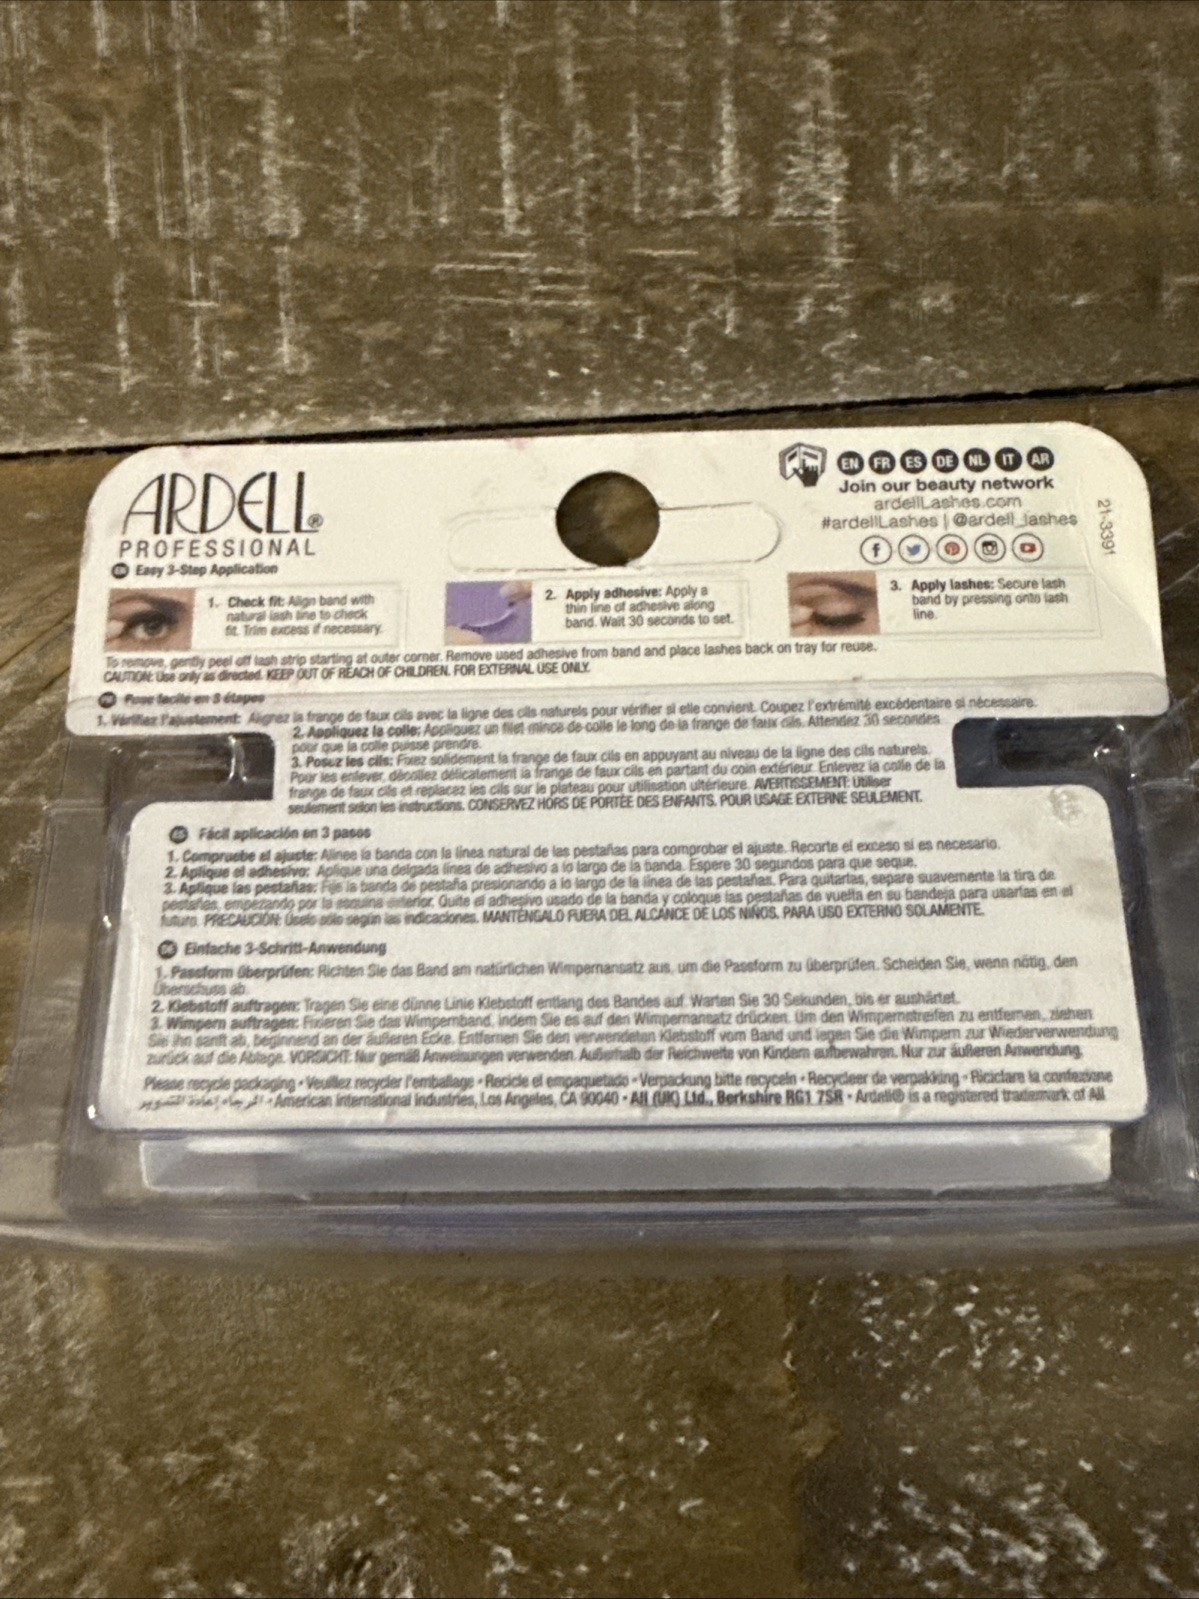 ARDELL®
PROFESSIONAL
EN FR ES DE NL IT AR
Join our beauty network
ardellLashes.com
#ardellLashes | @ardell_lashes
21-3391
GB Easy 3-Step Application
1. Check fit: Align band with
natural lash line to check
fit. Trim excess if necessary.
2. Apply adhesive: Apply a
thin line of adhesive along
band. Wait 30 seconds to set.
3. Apply lashes: Secure lash
band by pressing onto lash
line.
To remove, gently peel off lash strip starting at outer corner. Remove used adhesive from band and place lashes back on tray for reuse.
CAUTION: Use only as directed. KEEP OUT OF REACH OF CHILDREN. FOR EXTERNAL USE ONLY.
Pose facile en 3 étapes
1. Vérifiez l'ajustement: Alignez la frange de faux cils avec la ligne des cils naturels pour vérifier si elle convient. Coupez l'extrémité excédentaire si nécessaire.
2. Appliquez la colle: Appliquez un filet mince de colle le long de la frange de faux cils. Attendez 30 secondes
pour que la colle puisse prendre.
3. Posez les cils: Fixez solidement la frange de faux cils en appuyant au niveau de la ligne des cils naturels.
Pour les enlever, décollez délicatement la frange de faux cils en partant du coin extérieur. Enlevez la colle de la
frange de faux cils et replacez les cils sur le plateau pour utilisation ultérieure. AVERTISSEMENT: Utiliser
seulement selon les instructions. CONSERVEZ HORS DE PORTÉE DES ENFANTS. POUR USAGE EXTERNE SEULEMENT.
ES Fácil aplicación en 3 pasos
1. Compruebe el ajuste: Alinee la banda con la línea natural de las pestañas para comprobar el ajuste. Recorte el exceso si es necesario.
2. Aplique el adhesivo: Aplique una delgada línea de adhesivo a lo largo de la banda. Espere 30 segundos para que seque.
3. Aplique las pestañas: Fije la banda de pestaña presionando a lo largo de la línea de las pestañas. Para quitarlas, separe suavemente la tira de
pestañas, empezando por la esquina exterior. Quite el adhesivo usado de la banda y coloque las pestañas de vuelta en su bandeja para usarlas en el
futuro. PRECAUCIÓN: Úselo sólo según las indicaciones. MANTÉNGALO FUERA DEL ALCANCE DE LOS NIÑOS. PARA USO EXTERNO SOLAMENTE.
DE Einfache 3-Schritt-Anwendung
1. Passform überprüfen: Richten Sie das Band am natürlichen Wimpernansatz aus, um die Passform zu überprüfen. Scheiden Sie, wenn nötig, den
Überschuss ab.
2. Klebstoff auftragen: Tragen Sie eine dünne Linie Klebstoff entlang des Bandes auf. Warten Sie 30 Sekunden, bis er aushärtet.
3. Wimpern auftragen: Fixieren Sie das Wimpernband, indem Sie es auf den Wimpernansatz drücken. Um den Wimpernstreifen zu entfernen, ziehen
Sie ihn sanft ab, beginnend an der äußeren Ecke. Entfernen Sie den verwendeten Klebstoff vom Band und legen Sie die Wimpern zur Wiederverwendung
zurück auf die Ablage. VORSICHT: Nur gemäß Anweisungen verwenden. Außerhalb der Reichweite von Kindern aufbewahren. Nur zur äußeren Anwendung.
Please recycle packaging • Veuillez recycler l'emballage • Recicle el empaquetado • Verpackung bitte recyceln • Recycleer de verpakking • Riciclare la confezione
الرجاء إعادة التدوير • American International Industries, Los Angeles, CA 90040 • AII (UK) Ltd., Berkshire RG1 7SR • Ardell® is a registered trademark of AII